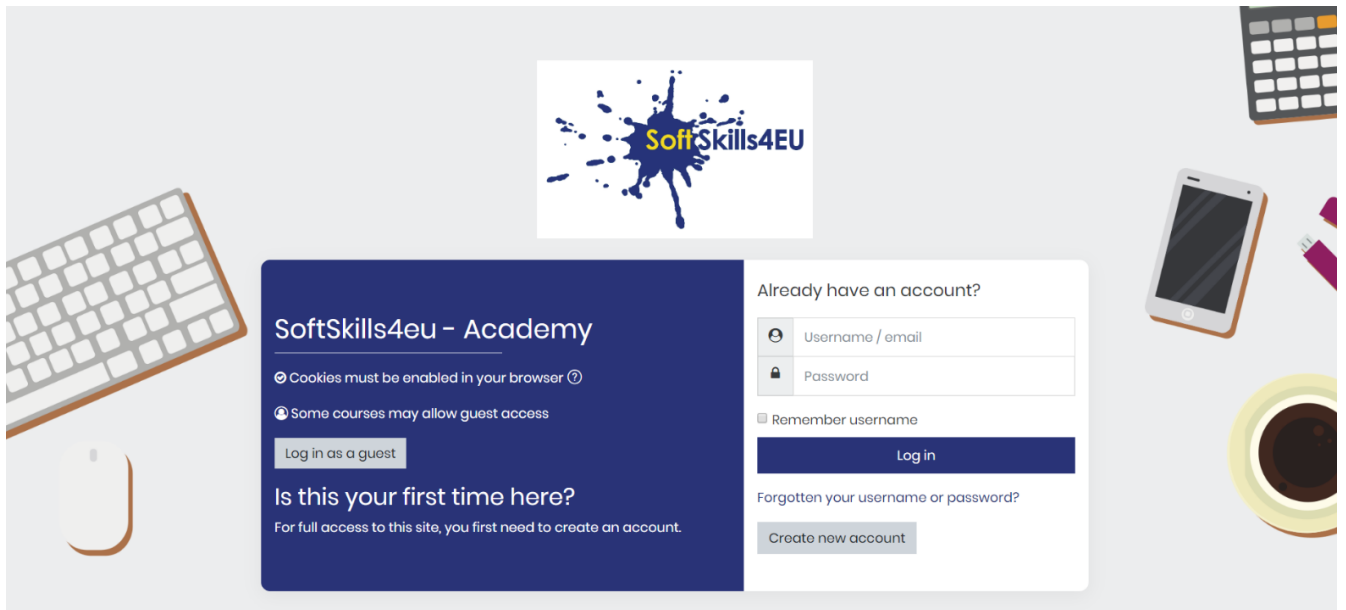 SoftSkills4EU
SoftSkills4eu - Academy
Cookies must be enabled in your browser
Some courses may allow guest access
Log in as a guest
Is this your first time here?
For full access to this site, you first need to create an account.
Already have an account?
Username / email
Password
Remember username
Log in
Forgotten your username or password?
Create new account